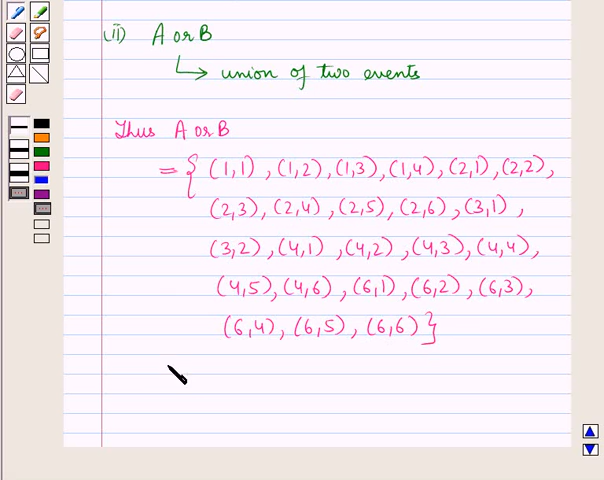 (ii) A or B
union of two events
Thus A or B
= { (1,1) , (1,2) , (1,3) , (1,4) , (2,1) , (2,2) ,
(2,3) , (2,4) , (2,5) , (2,6) , (3,1) ,
(3,2) , (4,1) , (4,2) , (4,3) , (4,4) ,
(4,5) , (4,6) , (6,1) , (6,2) , (6,3) ,
(6,4) , (6,5) , (6,6) }